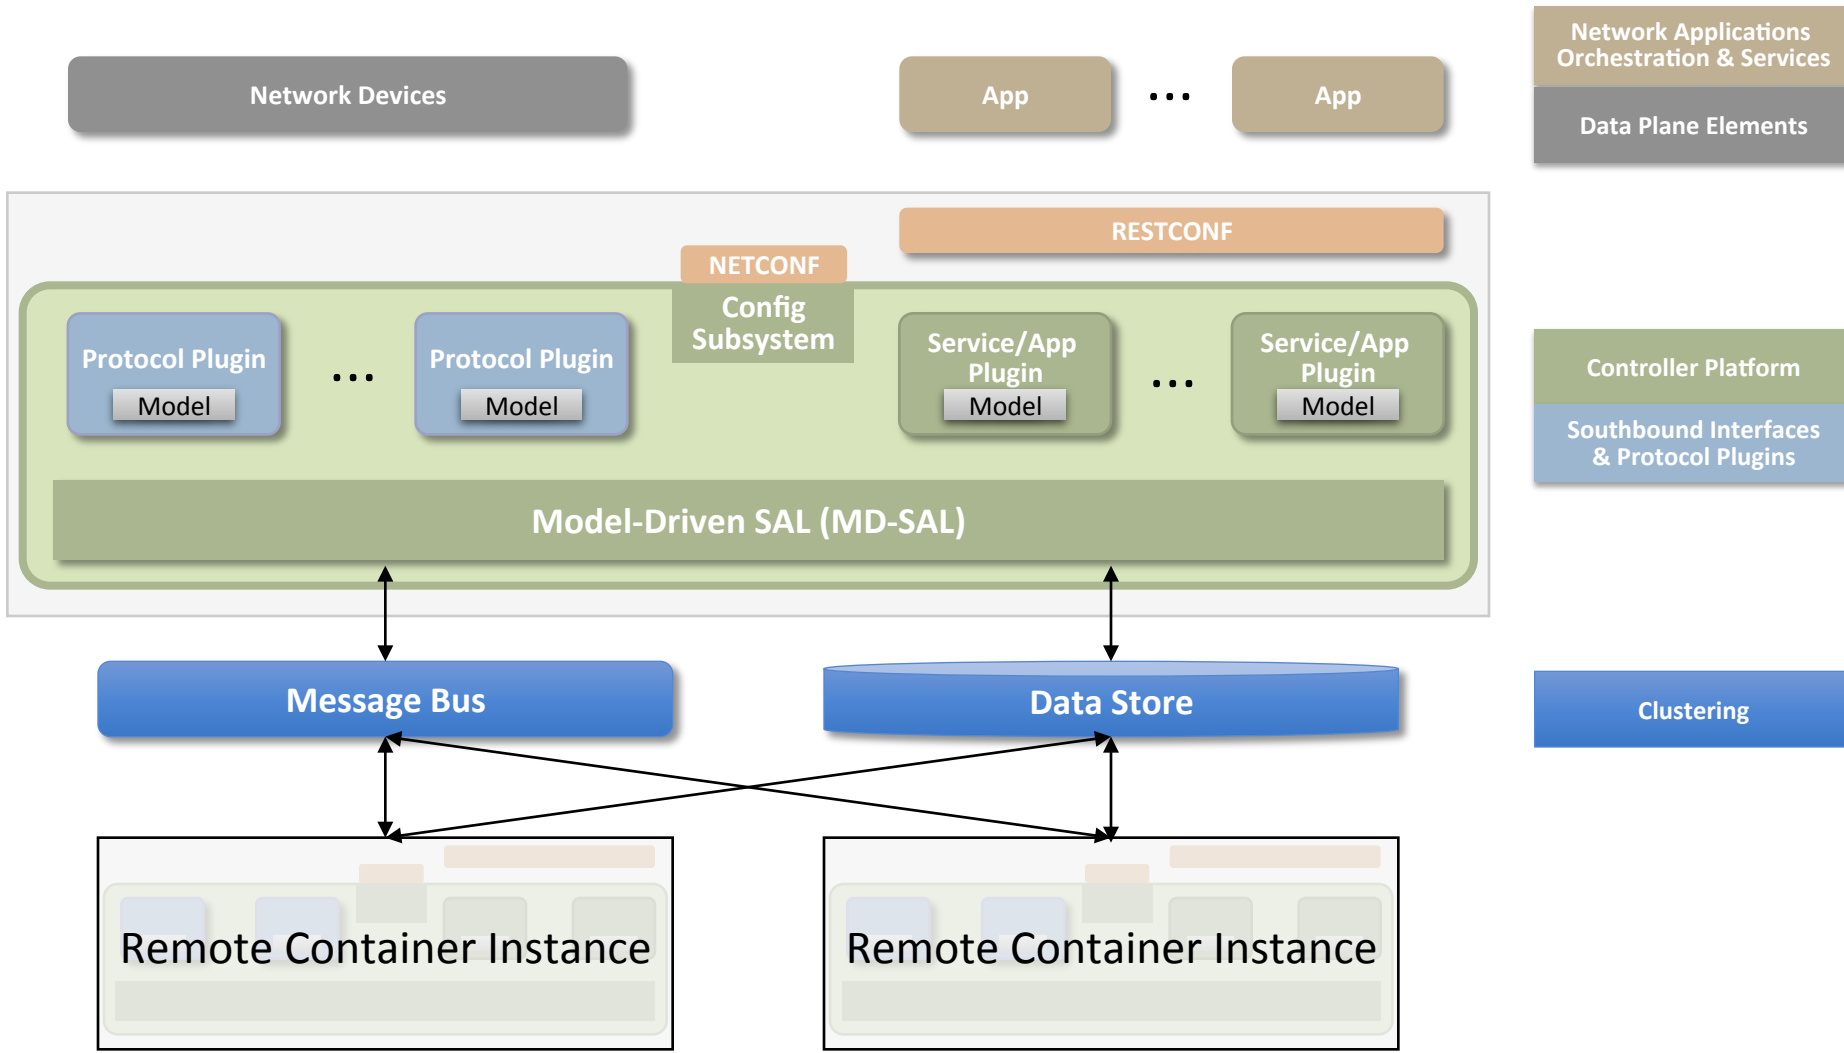 Network Devices
App
...
App
Network Applications
Orchestration & Services
Data Plane Elements
RESTCONF
NETCONF
Config
Subsystem
Protocol Plugin
Model
...
Protocol Plugin
Model
Service/App
Plugin
Model
...
Service/App
Plugin
Model
Controller Platform
Southbound Interfaces
& Protocol Plugins
Model-Driven SAL (MD-SAL)
Message Bus
Data Store
Clustering
Remote Container Instance
Remote Container Instance